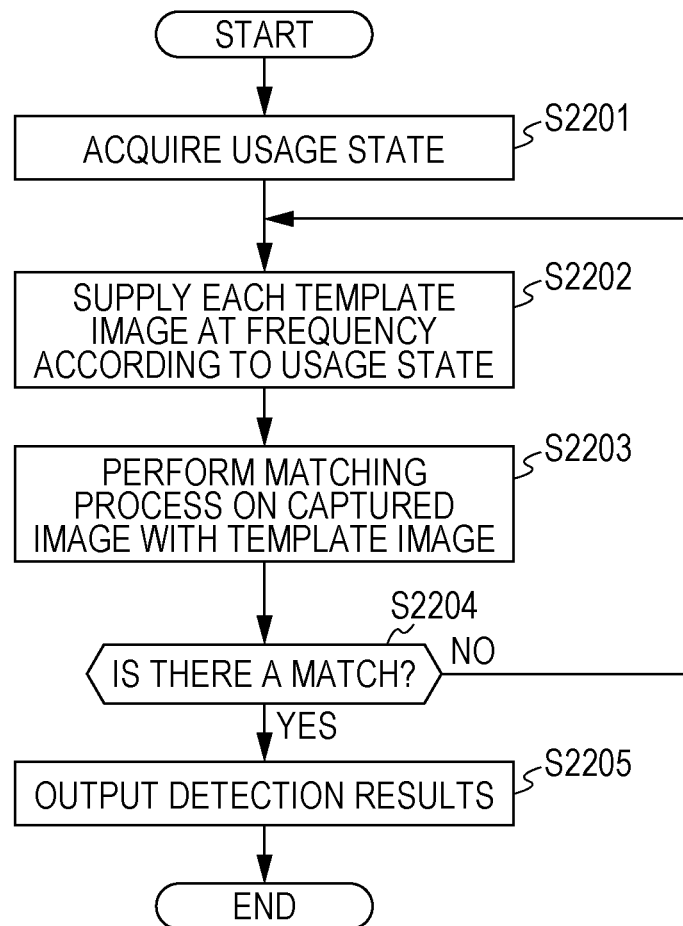 START
S2201
ACQUIRE USAGE STATE
S2202
SUPPLY EACH TEMPLATE
IMAGE AT FREQUENCY
ACCORDING TO USAGE STATE
S2203
PERFORM MATCHING
PROCESS ON CAPTURED
IMAGE WITH TEMPLATE IMAGE
S2204
IS THERE A MATCH?
NO
YES
S2205
OUTPUT DETECTION RESULTS
END